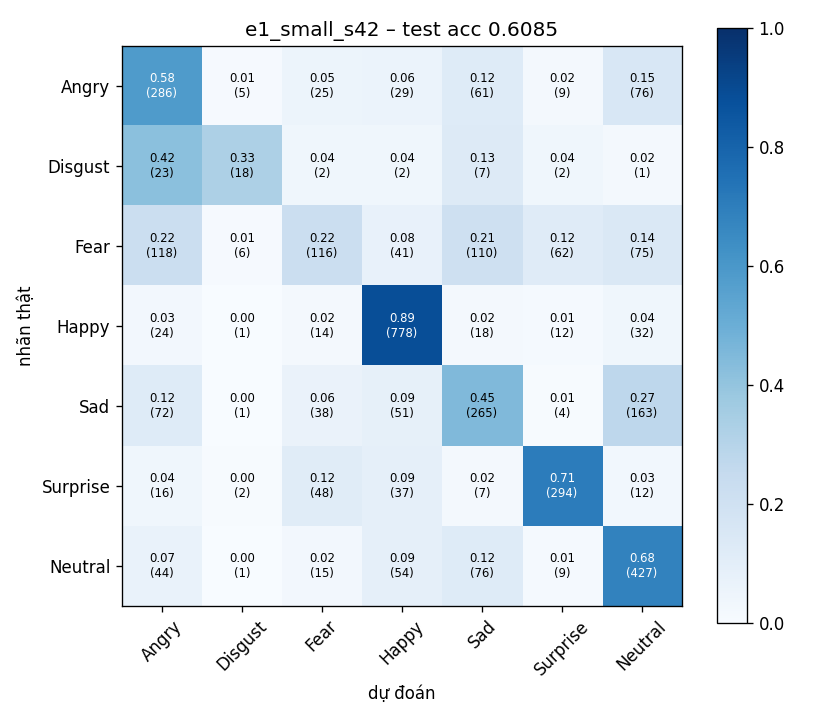 e1_small_s42 – test acc 0.6085
nhãn thật
Angry 0.58 0.01 0.05 0.06 0.12 0.02 0.15
(286) (5) (25) (29) (61) (9) (76)
Disgust 0.42 0.33 0.04 0.04 0.13 0.04 0.02
(23) (18) (2) (2) (7) (2) (1)
Fear 0.22 0.01 0.22 0.08 0.21 0.12 0.14
(118) (6) (116) (41) (110) (62) (75)
Happy 0.03 0.00 0.02 0.89 0.02 0.01 0.04
(24) (1) (14) (778) (18) (12) (32)
Sad 0.12 0.00 0.06 0.09 0.45 0.01 0.27
(72) (1) (38) (51) (265) (4) (163)
Surprise 0.04 0.00 0.12 0.09 0.02 0.71 0.03
(16) (2) (48) (37) (7) (294) (12)
Neutral 0.07 0.00 0.02 0.09 0.12 0.01 0.68
(44) (1) (15) (54) (76) (9) (427)
Angry Disgust Fear Happy Sad Surprise Neutral
dự đoán
1.0
0.8
0.6
0.4
0.2
0.0